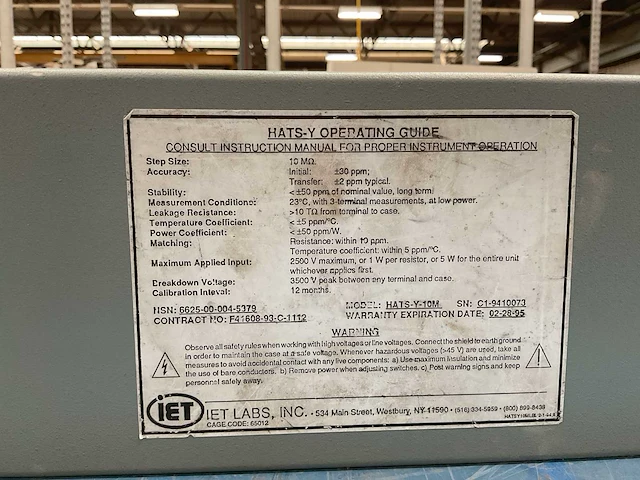 HATS-Y OPERATING GUIDE
CONSULT INSTRUCTION MANUAL FOR PROPER INSTRUMENT OPERATION
Step Size: 10 MΩ.
Accuracy: Initial: ±30 ppm;
Transfer: ±2 ppm typical.
Stability: <±50 ppm of nominal value, long term
Measurement Conditions: 23°C, with 3-terminal measurements, at low power.
Leakage Resistance: >10 TΩ from terminal to case.
Temperature Coefficient: <±5 ppm/°C.
Power Coefficient: <±50 ppm/W.
Matching: Resistance: within 10 ppm.
Temperature coefficient: within 5 ppm/°C.
Maximum Applied Input: 2500 V maximum, or 1 W per resistor, or 5 W for the entire unit
whichever applies first.
Breakdown Voltage: 3500 V peak between any terminal and case.
Calibration Interval: 12 months.
NSN: 6625-00-004-5379 MODEL: HATS-Y-10M SN: C1-9410073
CONTRACT NO: F41608-93-C-1112 WARRANTY EXPIRATION DATE: 02-28-95
WARNING
Observe all safety rules when working with high voltages or line voltages. Connect the shield to earth ground
in order to maintain the case at a safe voltage. Whenever hazardous voltages (>45 V) are used, take all
measures to avoid accidental contact with any live components: a) Use maximum insulation and minimize
the use of bare conductors. b) Remove power when adjusting switches. c) Post warning signs and keep
personnel safely away.
IET IET LABS, INC. • 534 Main Street, Westbury, NY 11590 • (516) 334-5959 • (800) 899-8438
CAGE CODE: 65012